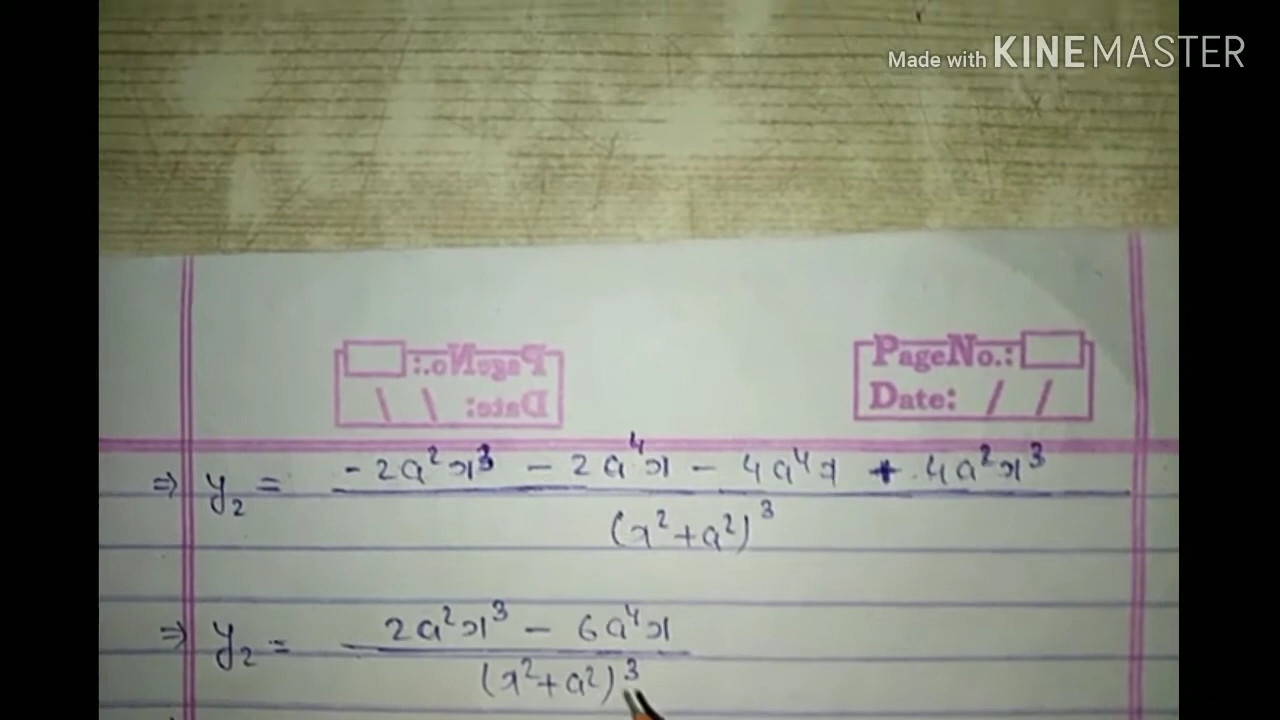 Made with KINEMASTER
PageNo.:
Date: / /
⇒ y₂ = (-2a²x³ - 2a⁴x - 4a⁴x + 4a²x³) / (x²+a²)³
⇒ y₂ = (2a²x³ - 6a⁴x) / (x²+a²)³